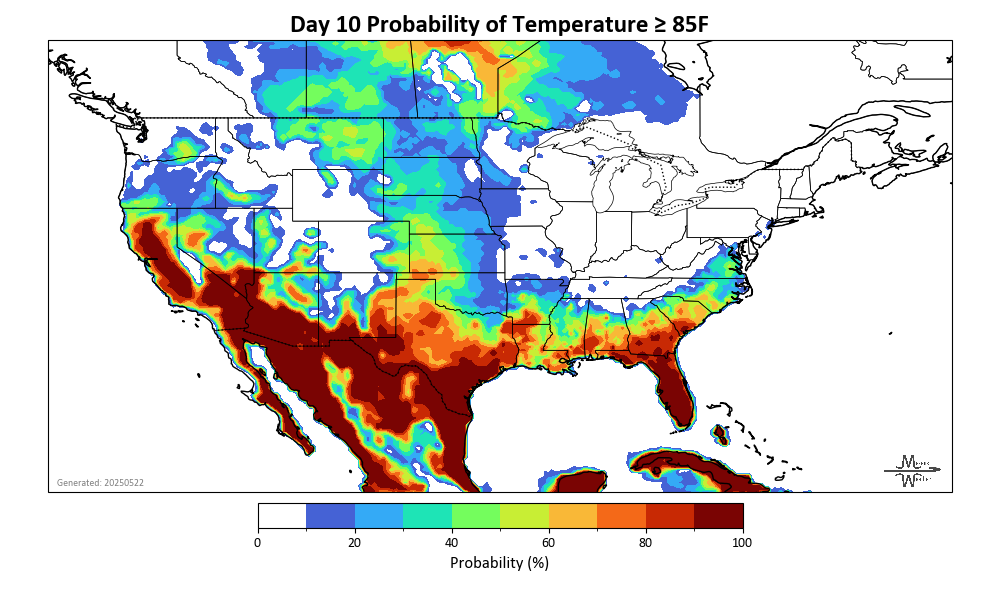 Day 10 Probability of Temperature ≥ 85F
Generated: 20250522
0 20 40 60 80 100
Probability (%)